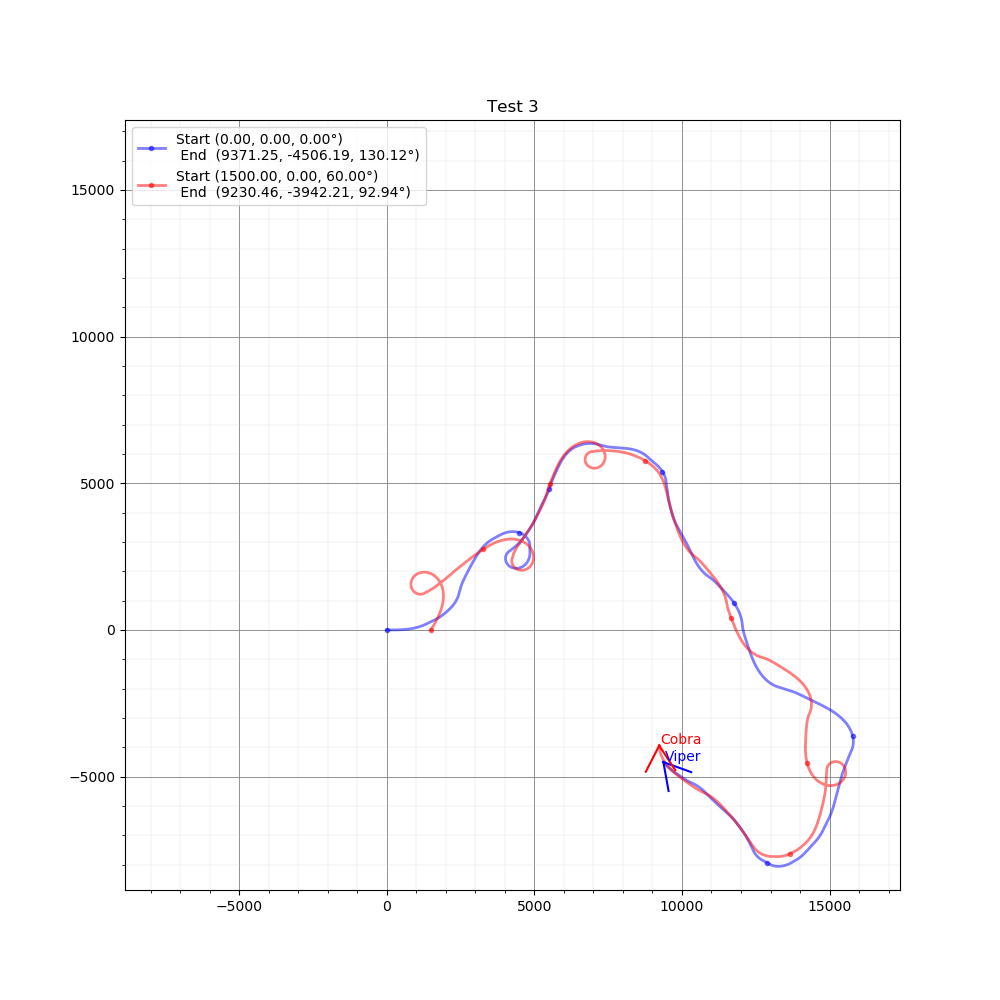 Test 3
Start (0.00, 0.00, 0.00°)
End  (9371.25, -4506.19, 130.12°)
Start (1500.00, 0.00, 60.00°)
End  (9230.46, -3942.21, 92.94°)
15000
10000
5000
0
−5000
Cobra
Viper
−5000
0
5000
10000
15000